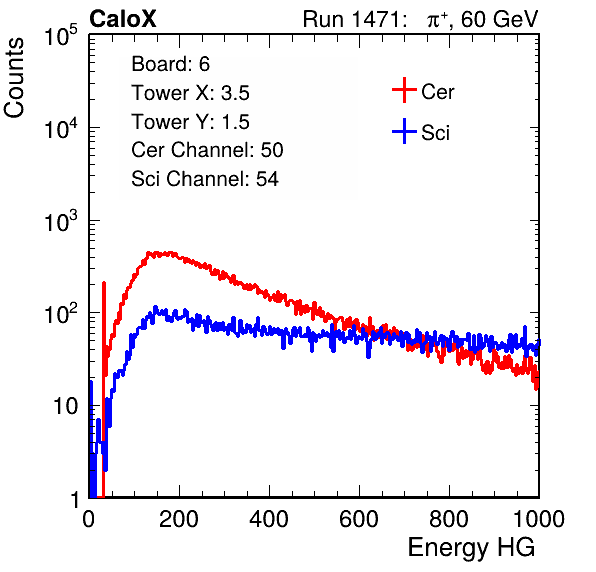 CaloX Run 1471: π⁺, 60 GeV
Board: 6
Tower X: 3.5
Tower Y: 1.5
Cer Channel: 50
Sci Channel: 54
Cer
Sci
Counts
10⁵
10⁴
10³
10²
10
1
0 200 400 600 800 1000
Energy HG